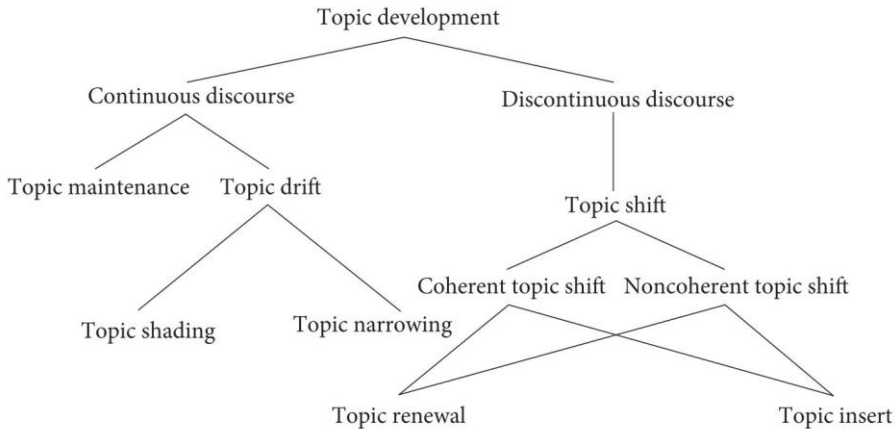 Topic development
Continuous discourse
Discontinuous discourse
Topic maintenance
Topic drift
Topic shift
Coherent topic shift
Noncoherent topic shift
Topic shading
Topic narrowing
Topic renewal
Topic insert